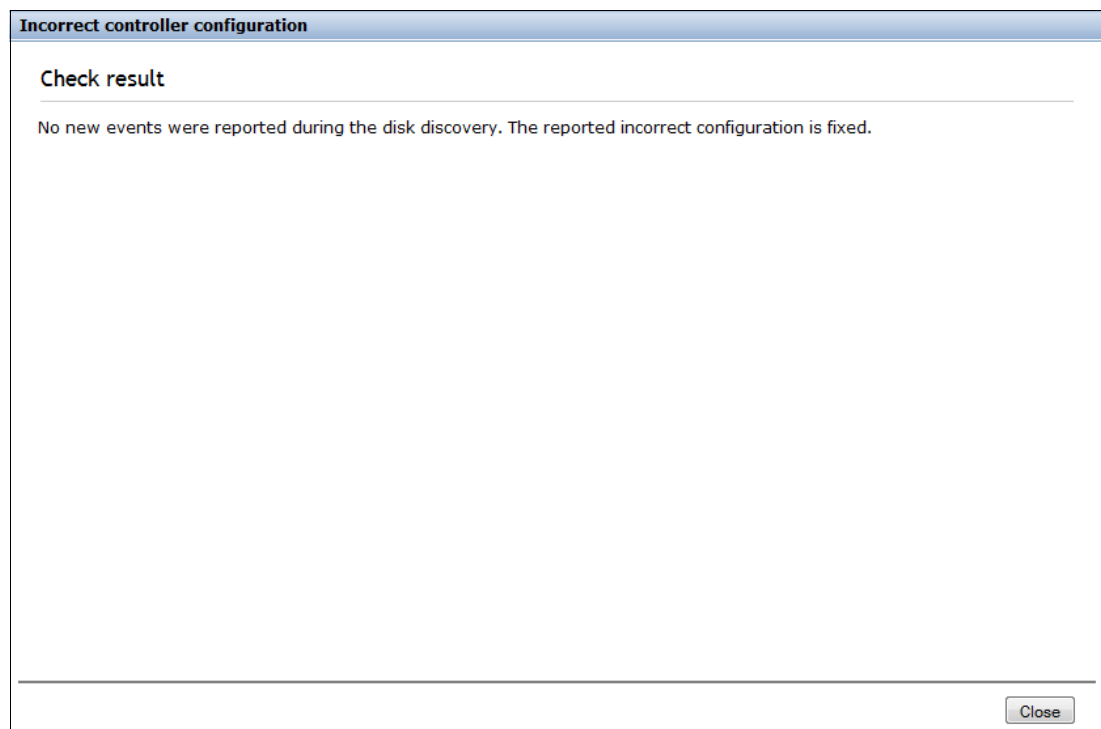 Incorrect controller configuration
Check result
No new events were reported during the disk discovery. The reported incorrect configuration is fixed.
Close